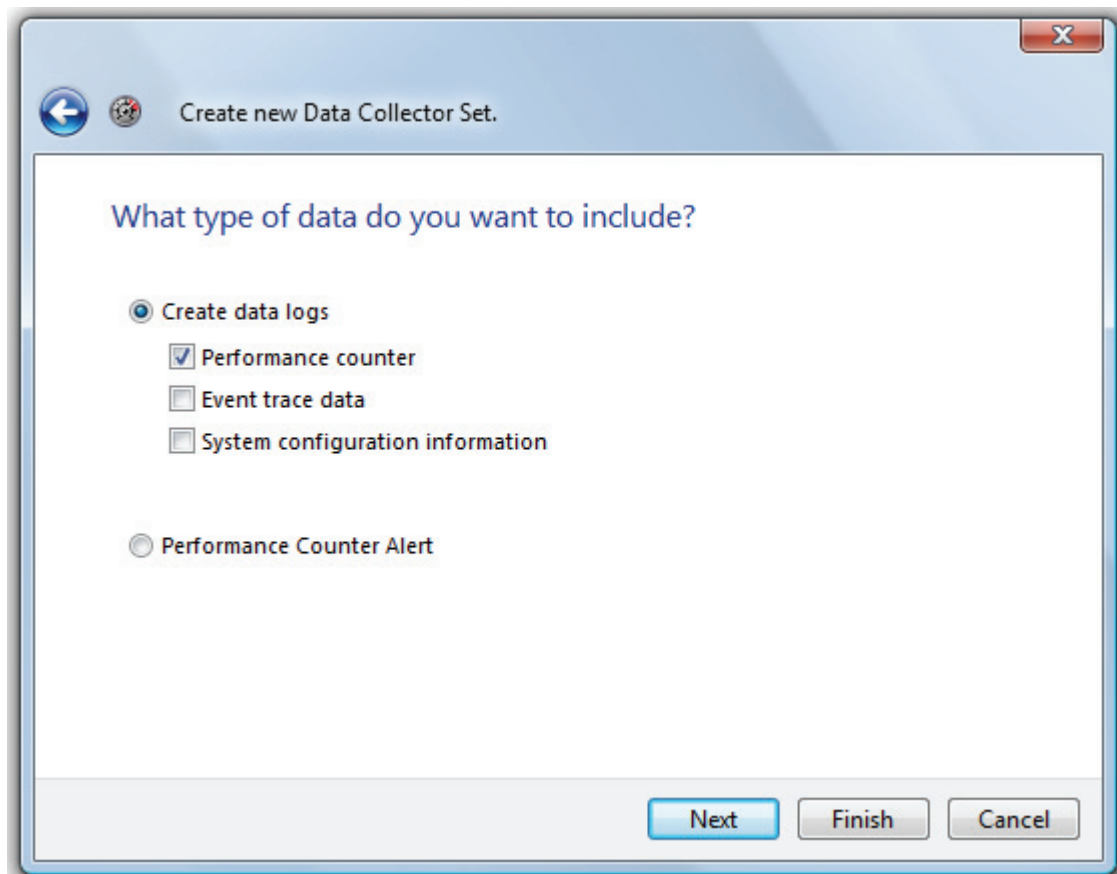 Create new Data Collector Set.
What type of data do you want to include?
Create data logs
Performance counter
Event trace data
System configuration information
Performance Counter Alert
Next Finish Cancel